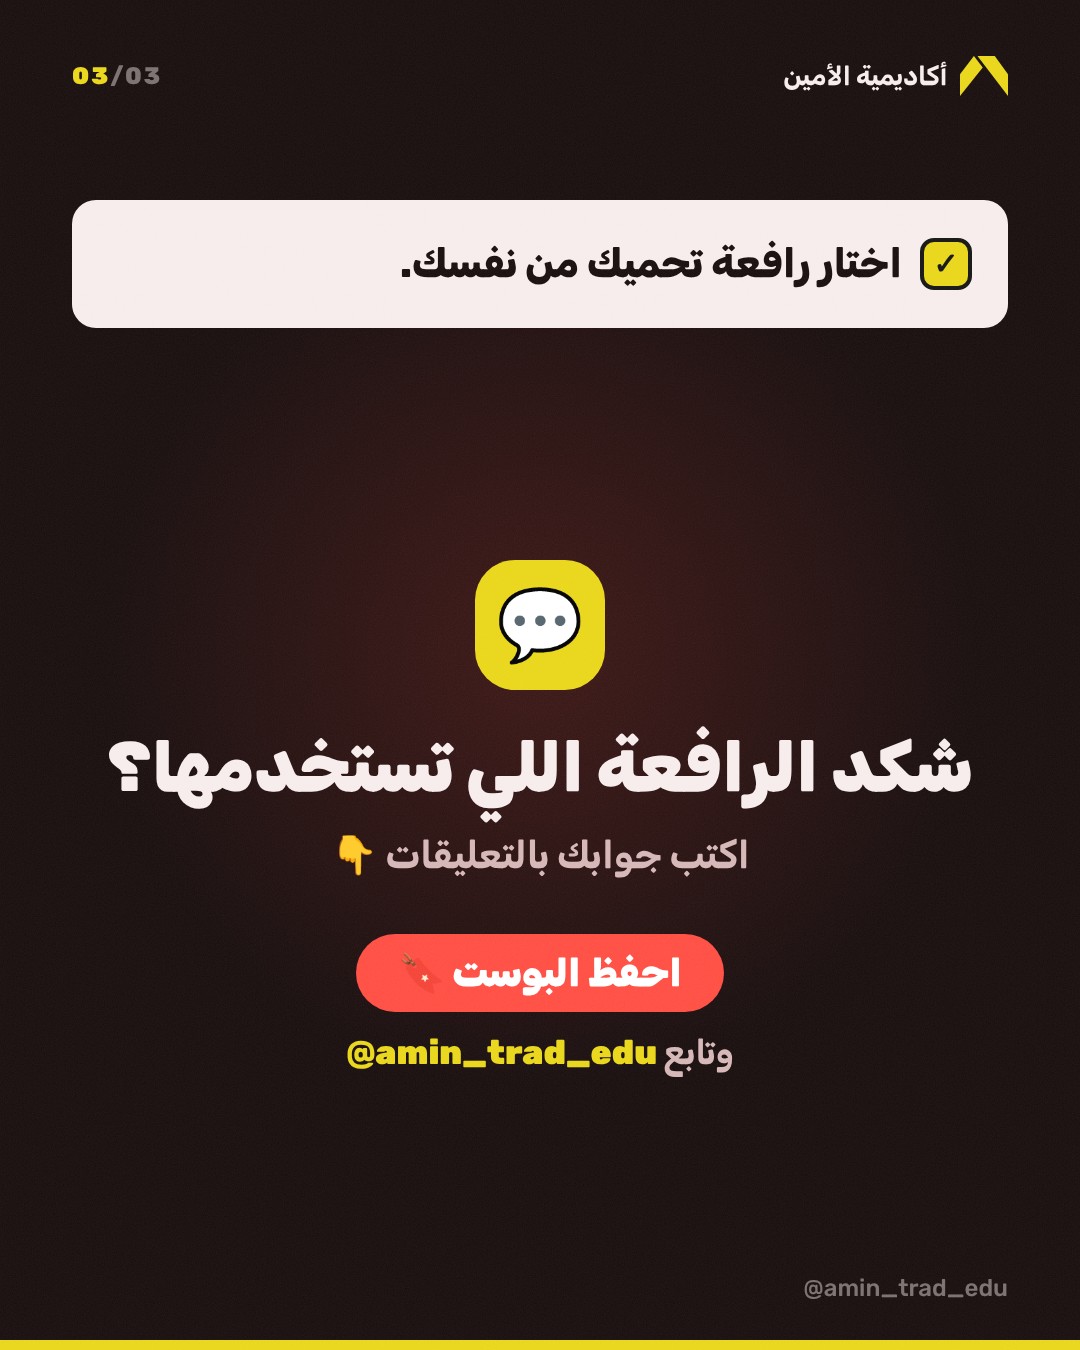 أكاديمية الأمين
03/03
✓ اختار رافعة تحميك من نفسك.
شكد الرافعة اللي تستخدمها؟
اكتب جوابك بالتعليقات 👇
احفظ البوست 🔖
وتابع @amin_trad_edu
@amin_trad_edu